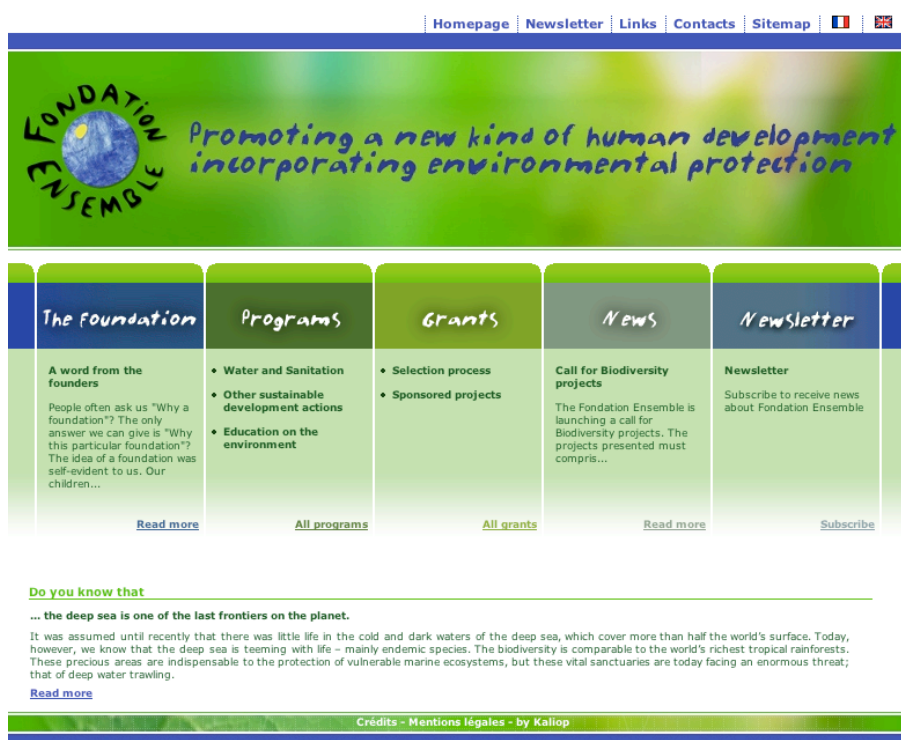 Homepage Newsletter Links Contacts Sitemap
FONDATION ENSEMBLE
Promoting a new kind of human development
incorporating environmental protection
The Foundation
A word from the
founders
People often ask us "Why a
foundation"? The only
answer we can give is "Why
this particular foundation"?
The idea of a foundation was
self-evident to us. Our
children...
Read more
Programs
Water and Sanitation
Other sustainable
development actions
Education on the
environment
All programs
Grants
Selection process
Sponsored projects
All grants
News
Call for Biodiversity
projects
The Fondation Ensemble is
launching a call for
Biodiversity projects. The
projects presented must
compris...
Read more
Newsletter
Newsletter
Subscribe to receive news
about Fondation Ensemble
Subscribe
Do you know that
... the deep sea is one of the last frontiers on the planet.
It was assumed until recently that there was little life in the cold and dark waters of the deep sea, which cover more than half the world's surface. Today,
however, we know that the deep sea is teeming with life – mainly endemic species. The biodiversity is comparable to the world's richest tropical rainforests.
These precious areas are indispensable to the protection of vulnerable marine ecosystems, but these vital sanctuaries are today facing an enormous threat;
that of deep water trawling.
Read more
Crédits - Mentions légales - by Kaliop